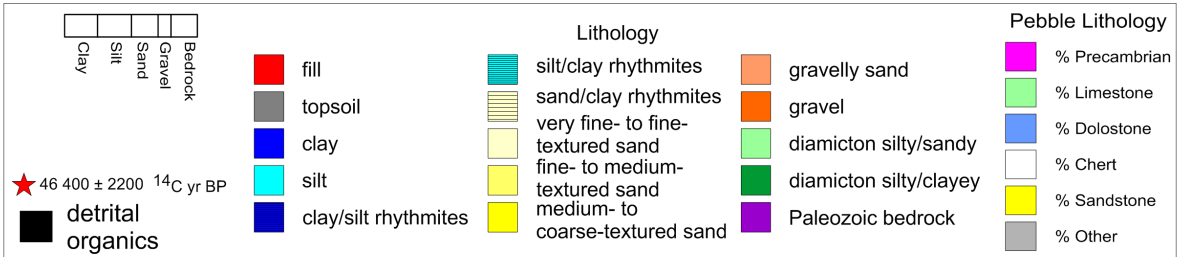 Clay
Silt
Sand
Gravel
Bedrock
46 400 ± 2200 ¹⁴C yr BP
detrital
organics
Lithology
fill
topsoil
clay
silt
clay/silt rhythmites
silt/clay rhythmites
sand/clay rhythmites
very fine- to fine-
textured sand
fine- to medium-
textured sand
medium- to
coarse-textured sand
gravelly sand
gravel
diamicton silty/sandy
diamicton silty/clayey
Paleozoic bedrock
Pebble Lithology
% Precambrian
% Limestone
% Dolostone
% Chert
% Sandstone
% Other